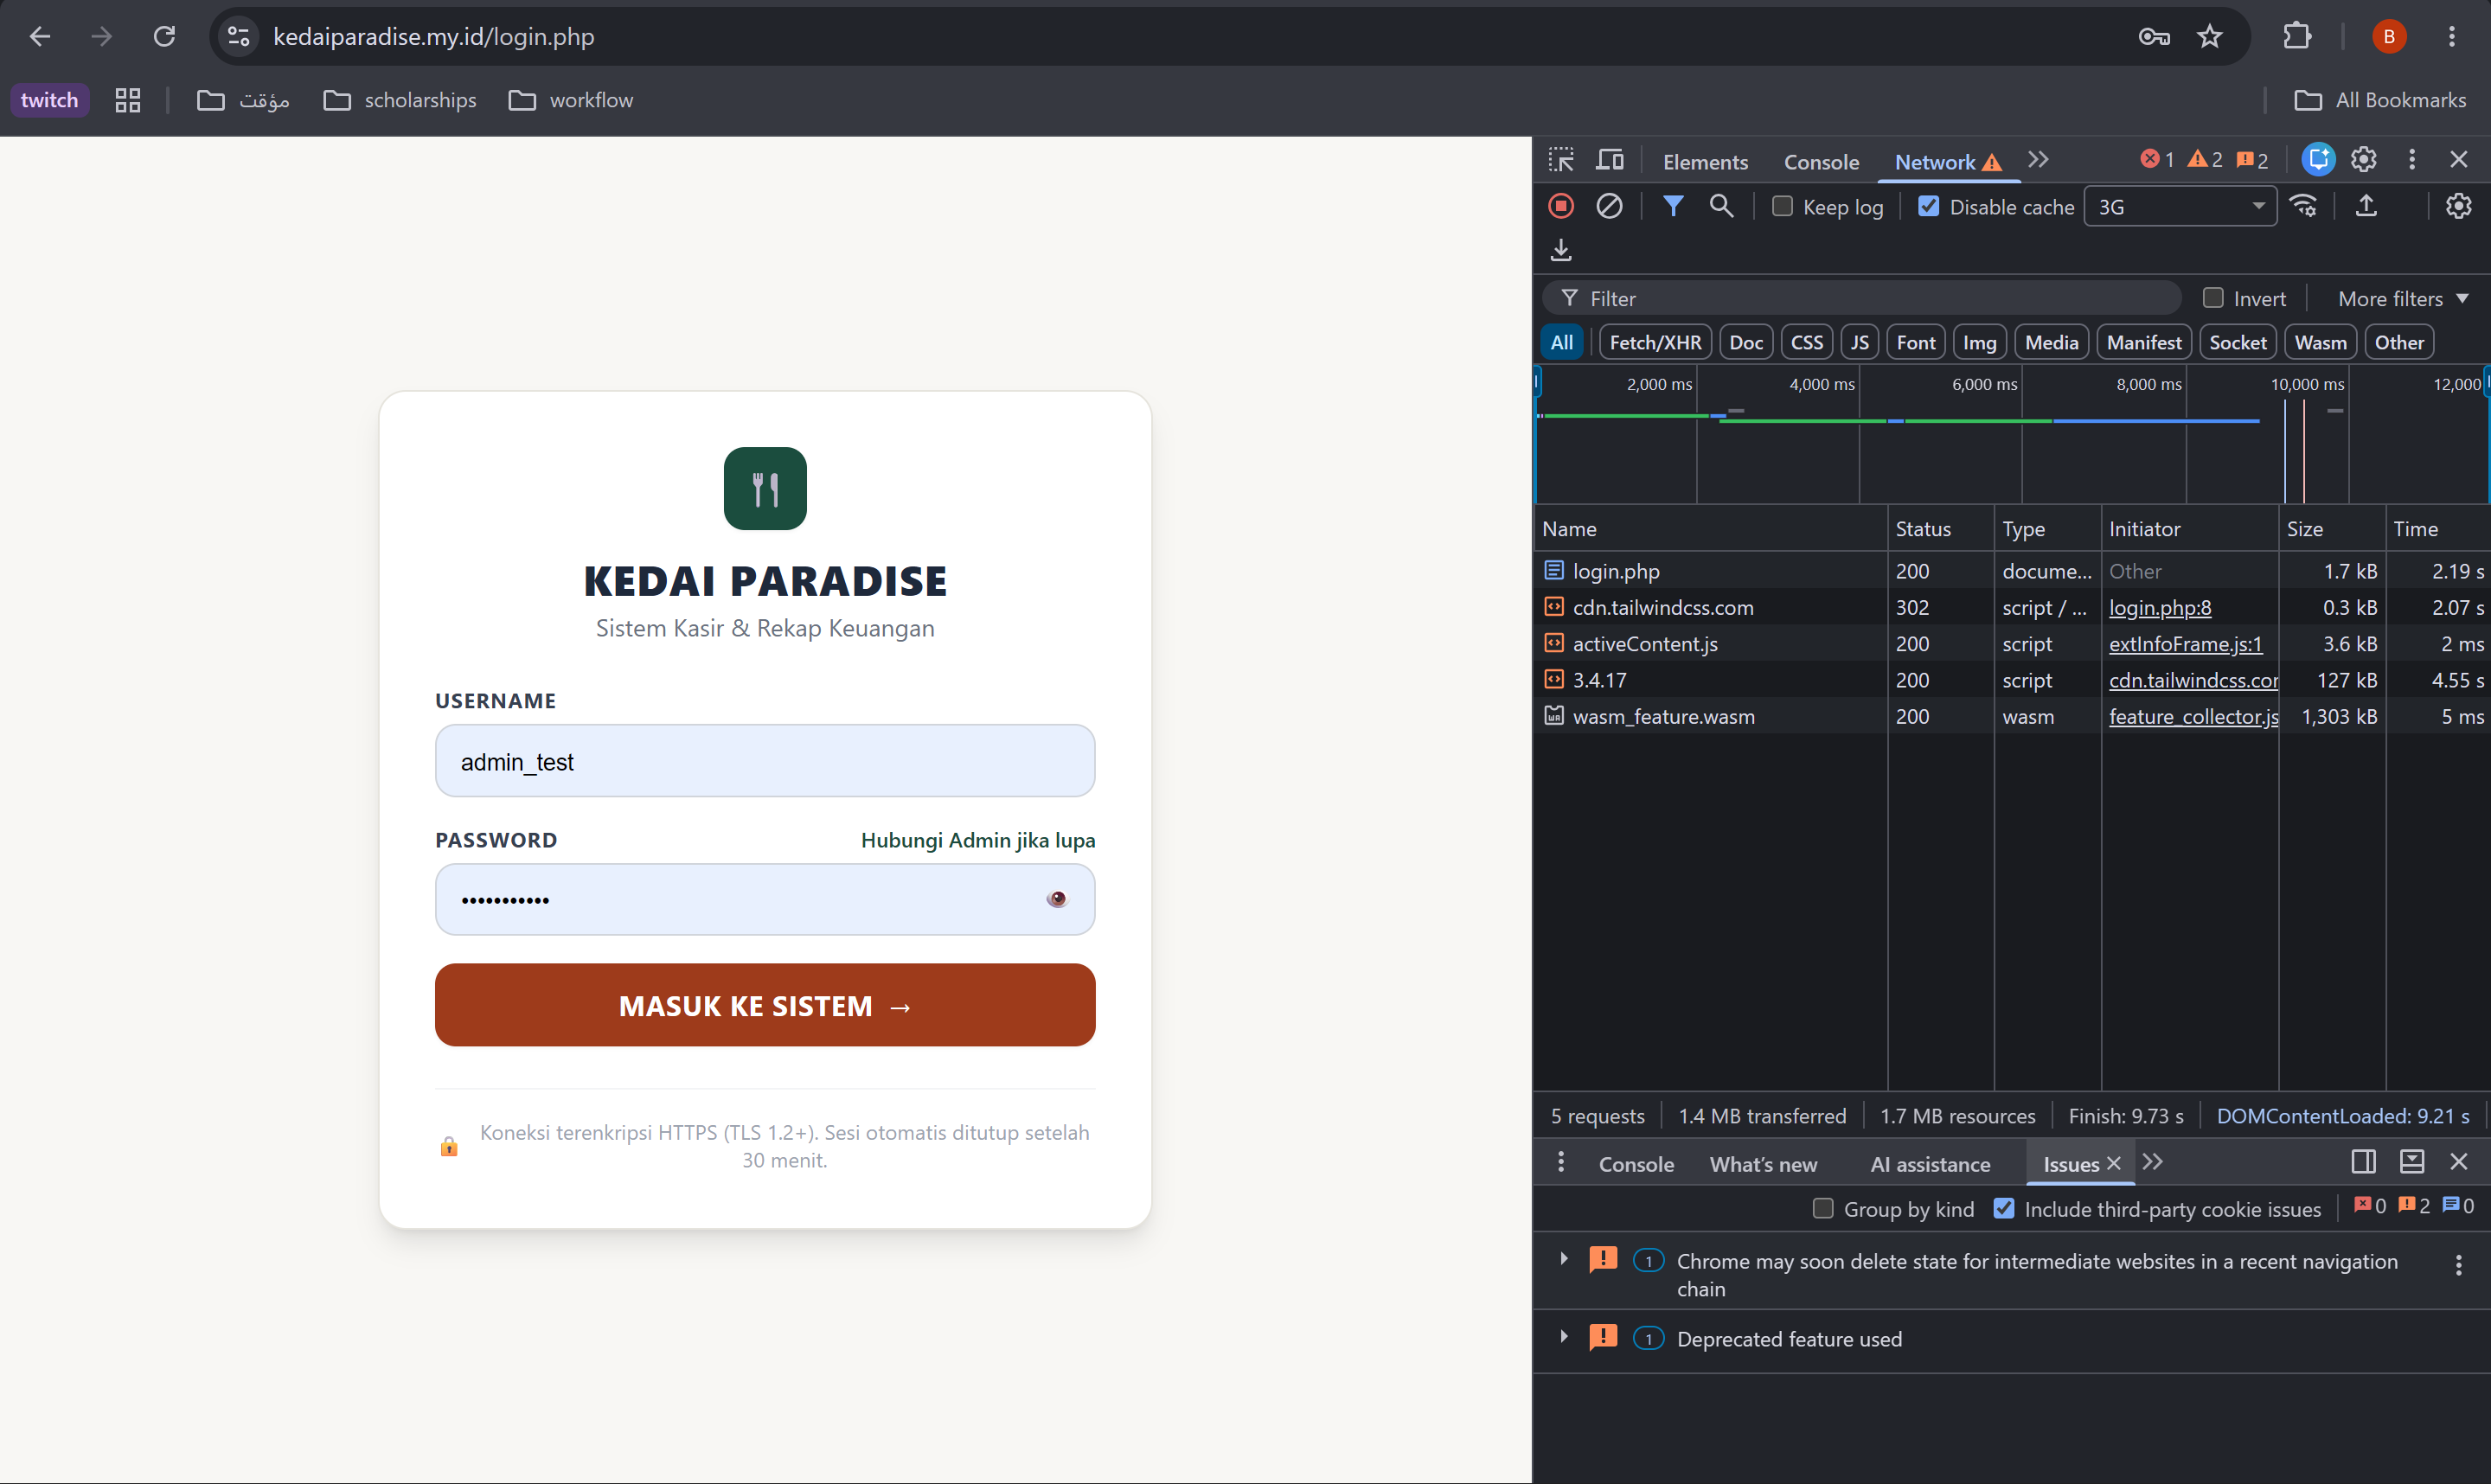 kedaiparadise.my.id/login.php
B
twitch
مؤقت
scholarships
workflow
All Bookmarks
KEDAI PARADISE
Sistem Kasir & Rekap Keuangan
USERNAME
admin_test
PASSWORD
Hubungi Admin jika lupa
•••••••••••
MASUK KE SISTEM →
Koneksi terenkripsi HTTPS (TLS 1.2+). Sesi otomatis ditutup setelah
30 menit.
Elements Console Network 1 2 2
Keep log Disable cache 3G
Filter Invert More filters
All Fetch/XHR Doc CSS JS Font Img Media Manifest Socket Wasm Other
2,000 ms 4,000 ms 6,000 ms 8,000 ms 10,000 ms 12,000
Name Status Type Initiator Size Time
login.php 200 docume... Other 1.7 kB 2.19 s
cdn.tailwindcss.com 302 script / ... login.php:8 0.3 kB 2.07 s
activeContent.js 200 script extInfoFrame.js:1 3.6 kB 2 ms
3.4.17 200 script cdn.tailwindcss.cor 127 kB 4.55 s
wasm_feature.wasm 200 wasm feature_collector.js 1,303 kB 5 ms
5 requests 1.4 MB transferred 1.7 MB resources Finish: 9.73 s DOMContentLoaded: 9.21 s
Console What's new AI assistance Issues
Group by kind Include third-party cookie issues 0 2 0
1 Chrome may soon delete state for intermediate websites in a recent navigation
chain
1 Deprecated feature used